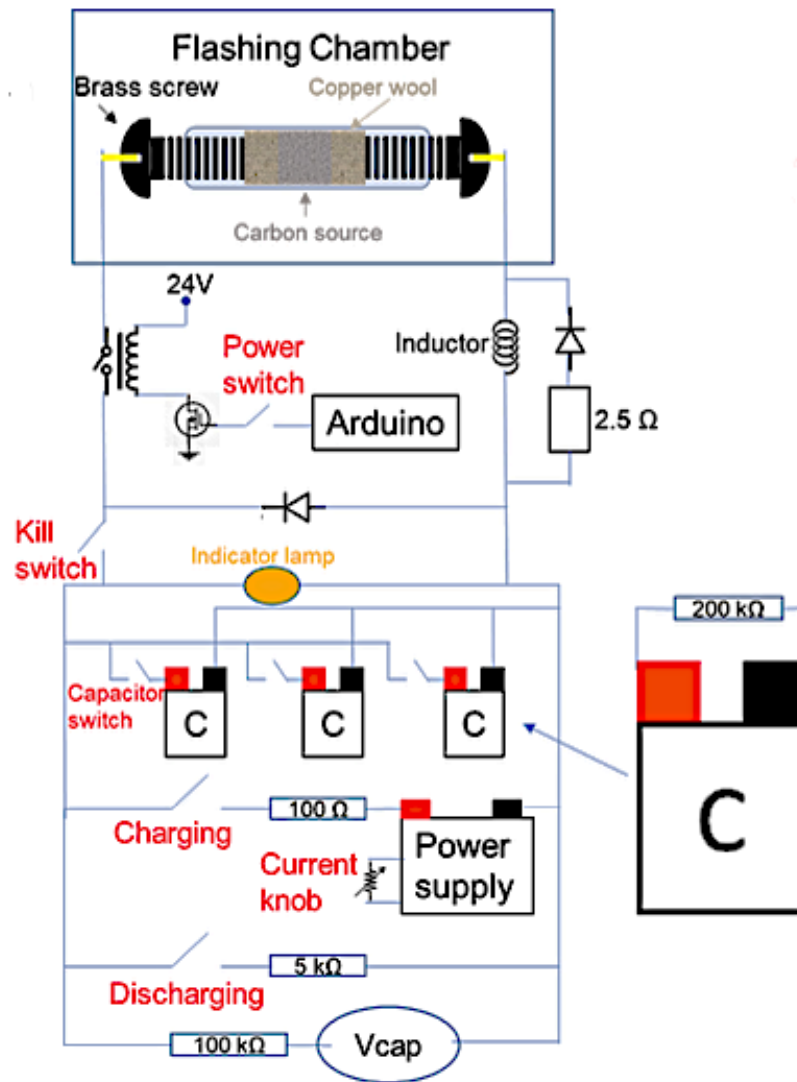 Flashing Chamber
Brass screw
Copper wool
Carbon source
24V
Power
switch
Inductor
Arduino
2.5 Ω
Kill
switch
Indicator lamp
200 kΩ
Capacitor
switch
C
C
C
C
Charging
100 Ω
Current
knob
Power
supply
Discharging
5 kΩ
100 kΩ
Vcap